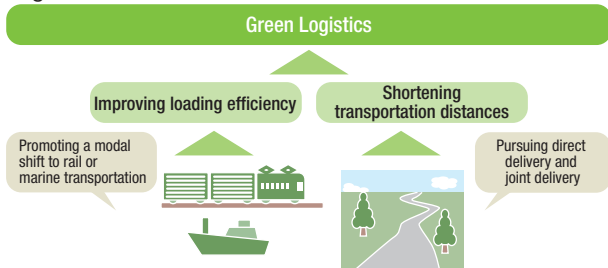 Green Logistics
Improving loading efficiency
Shortening
transportation distances
Promoting a modal
shift to rail or
marine transportation
Pursuing direct
delivery and
joint delivery